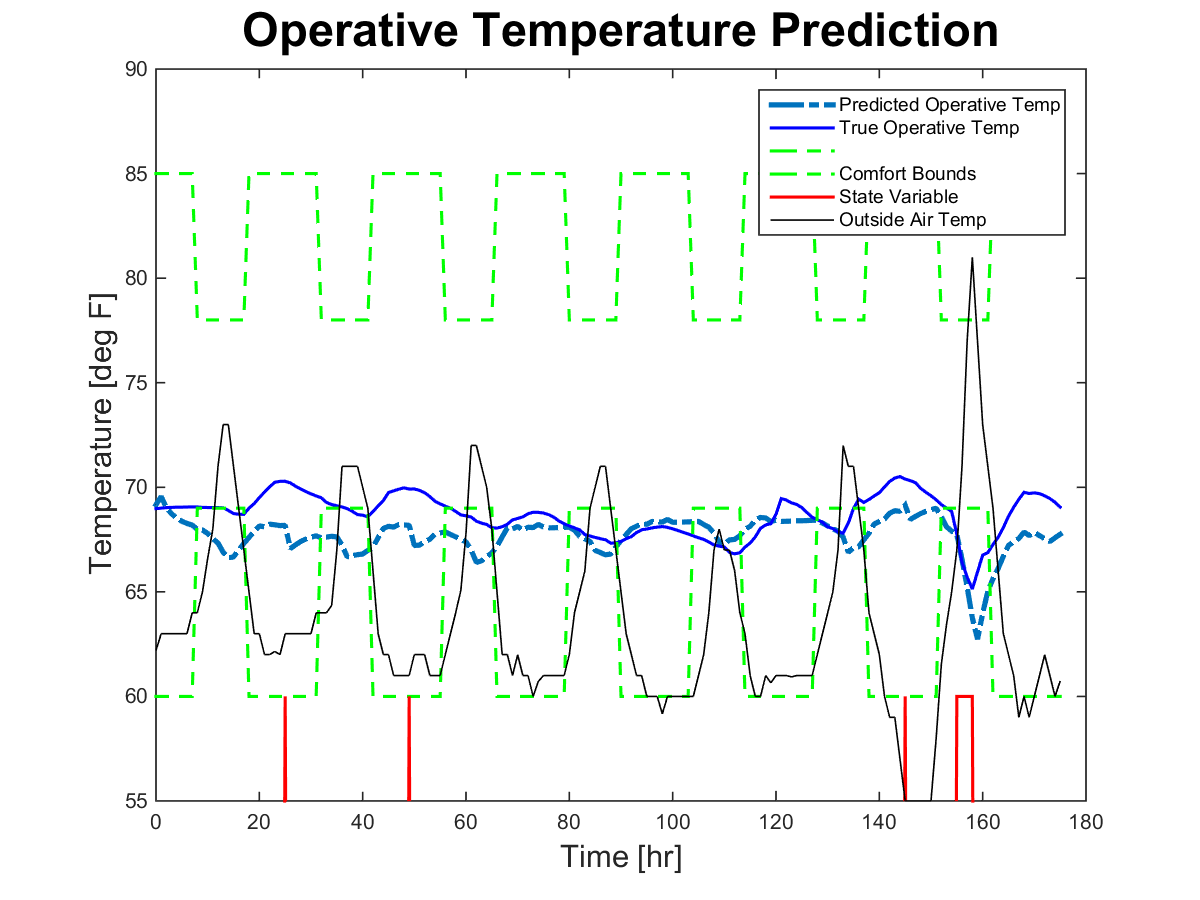 Operative Temperature Prediction
90
85
80
75
70
65
60
55
Temperature [deg F]
Predicted Operative Temp
True Operative Temp
Comfort Bounds
State Variable
Outside Air Temp
0 20 40 60 80 100 120 140 160 180
Time [hr]